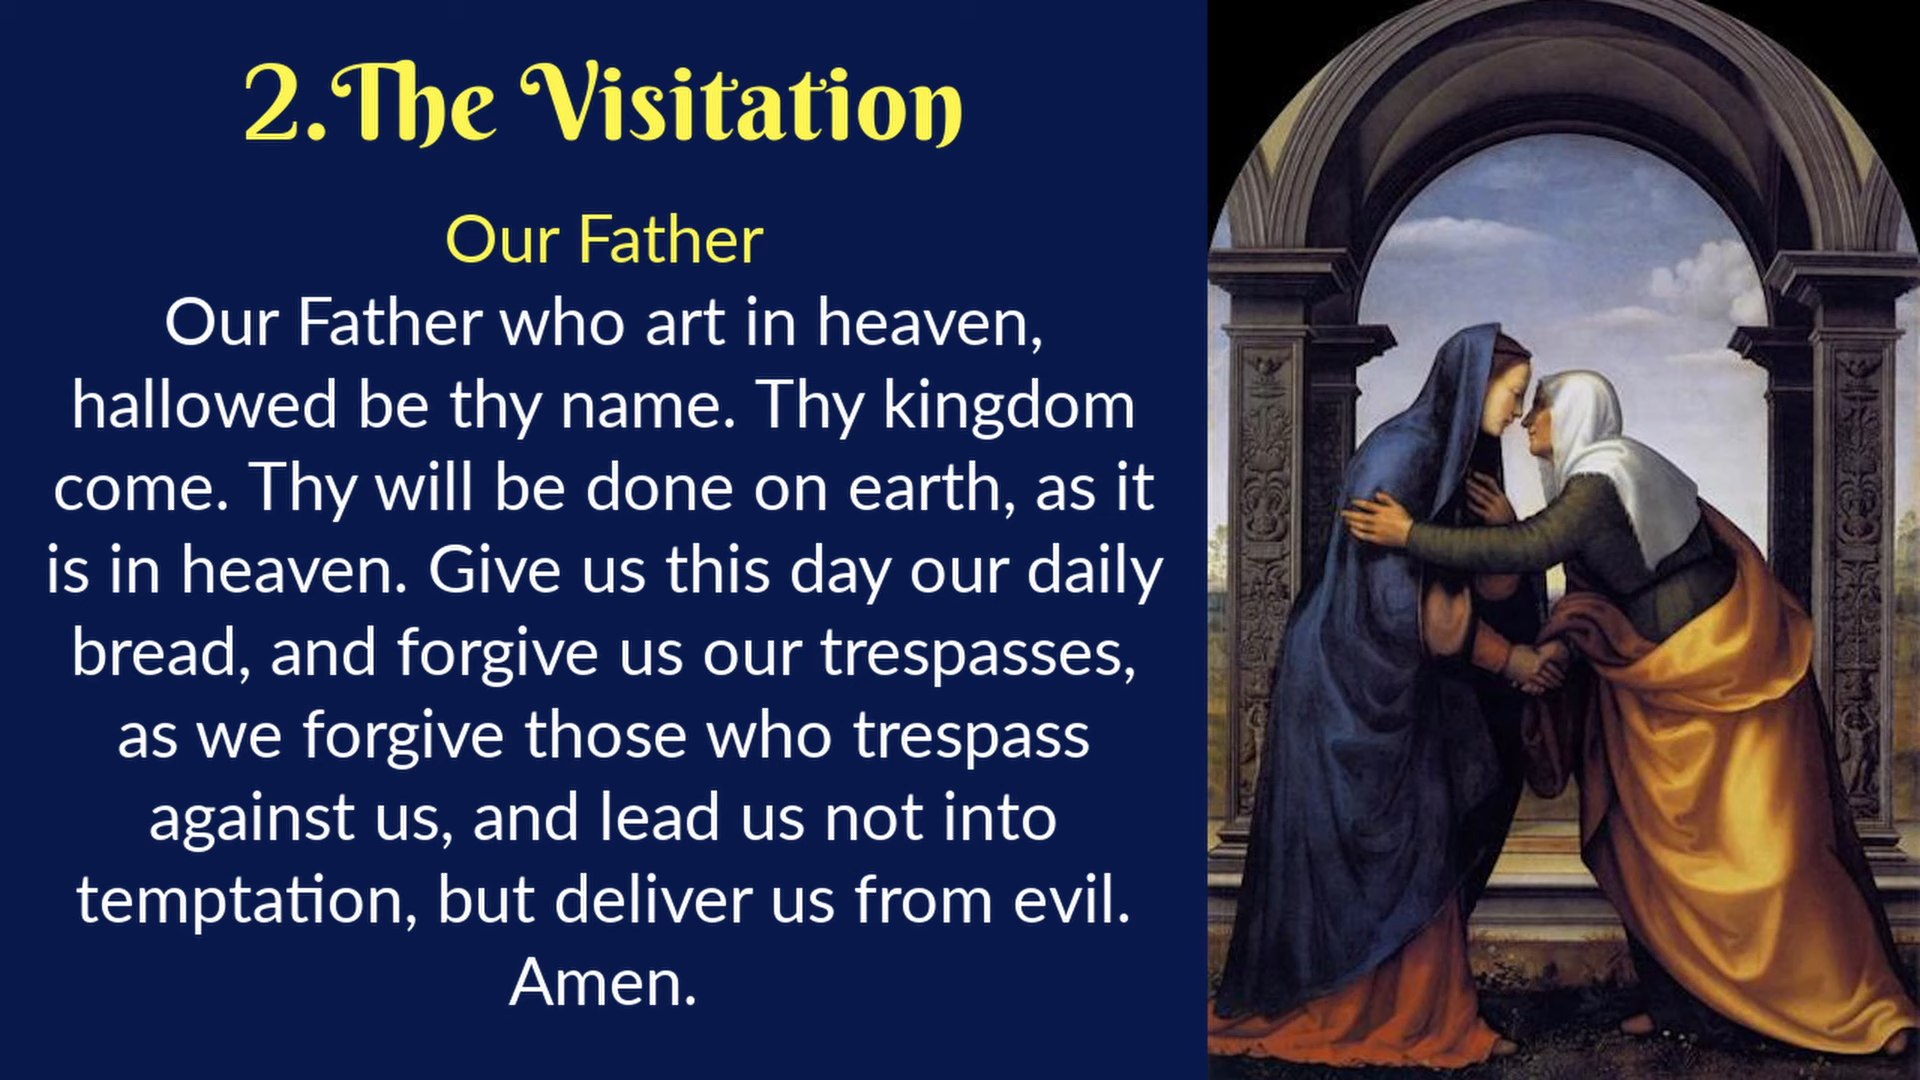 2.The Visitation
Our Father
Our Father who art in heaven,
hallowed be thy name. Thy kingdom
come. Thy will be done on earth, as it
is in heaven. Give us this day our daily
bread, and forgive us our trespasses,
as we forgive those who trespass
against us, and lead us not into
temptation, but deliver us from evil.
Amen.